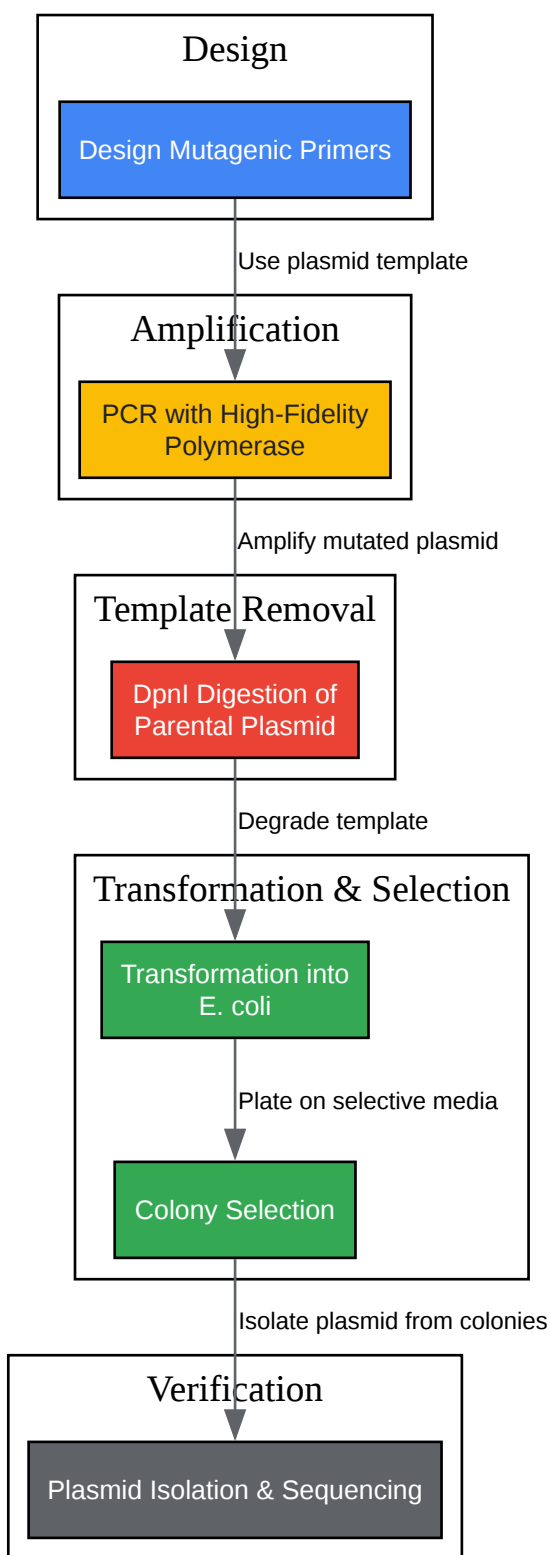 Design
Design Mutagenic Primers
Use plasmid template
Amplification
PCR with High-Fidelity
Polymerase
Amplify mutated plasmid
Template Removal
DpnI Digestion of
Parental Plasmid
Degrade template
Transformation & Selection
Transformation into
E. coli
Plate on selective media
Colony Selection
Isolate plasmid from colonies
Verification
Plasmid Isolation & Sequencing